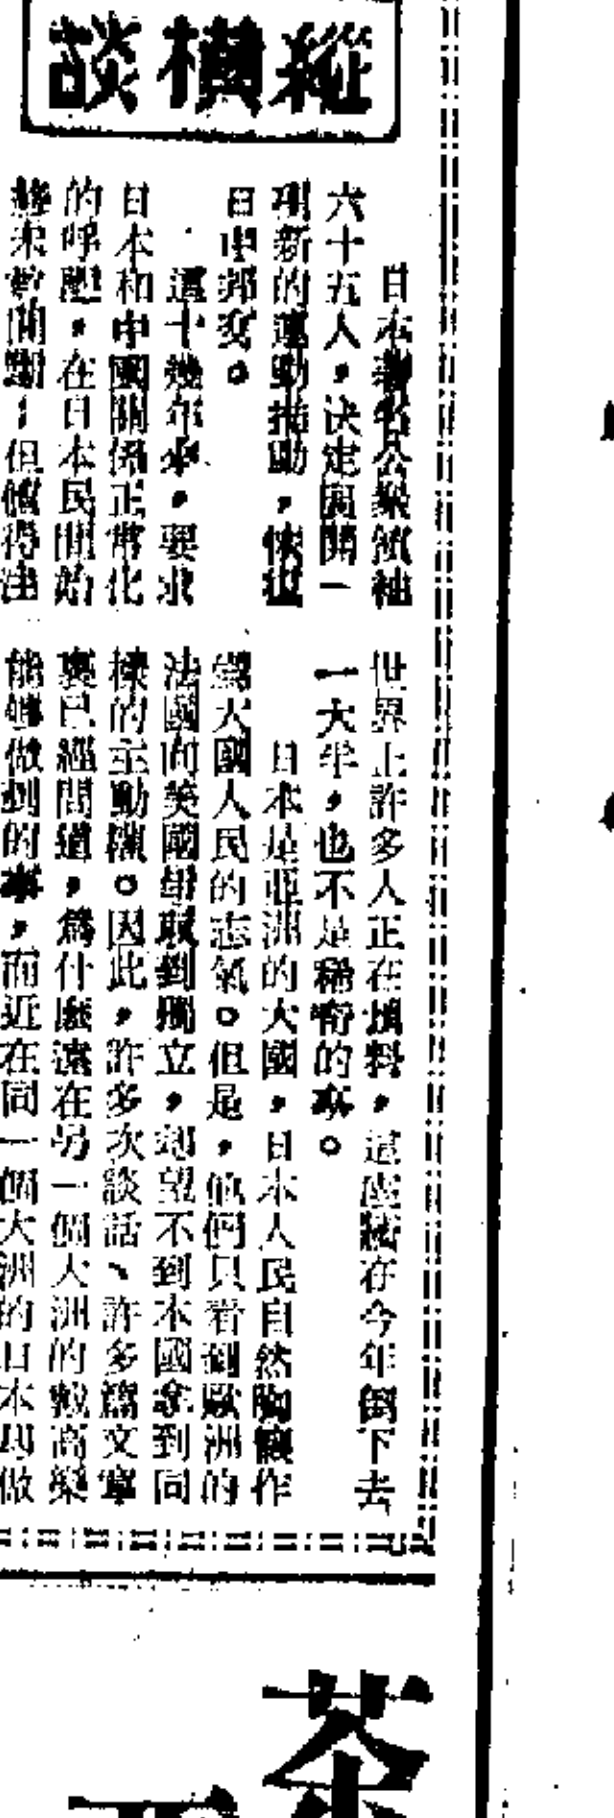 縱橫談
日本著名公衆領袖
六十五人，決定展開一
項新的運動推動，恢復
日中邦交。
這十幾年來，要求
日本和中國關係正常化
的呼聲，在日本民間始
終未曾間斷；但值得注
世界上許多人正在預料，這座牆在今年倒下去
一大半，也不是稀奇的事。
日本是亞洲的大國，日本人民自然胸懷作
爲大國人民的志氣。但是，他們只看到歐洲的
法國向美國爭取到獨立，却望不到本國拿到同
樣的主動權。因此，許多次談話、許多篇文章
裏已經問過，爲什麼遠在另一個大洲的戴高樂
能够做到的事，而近在同一個大洲的日本
茶